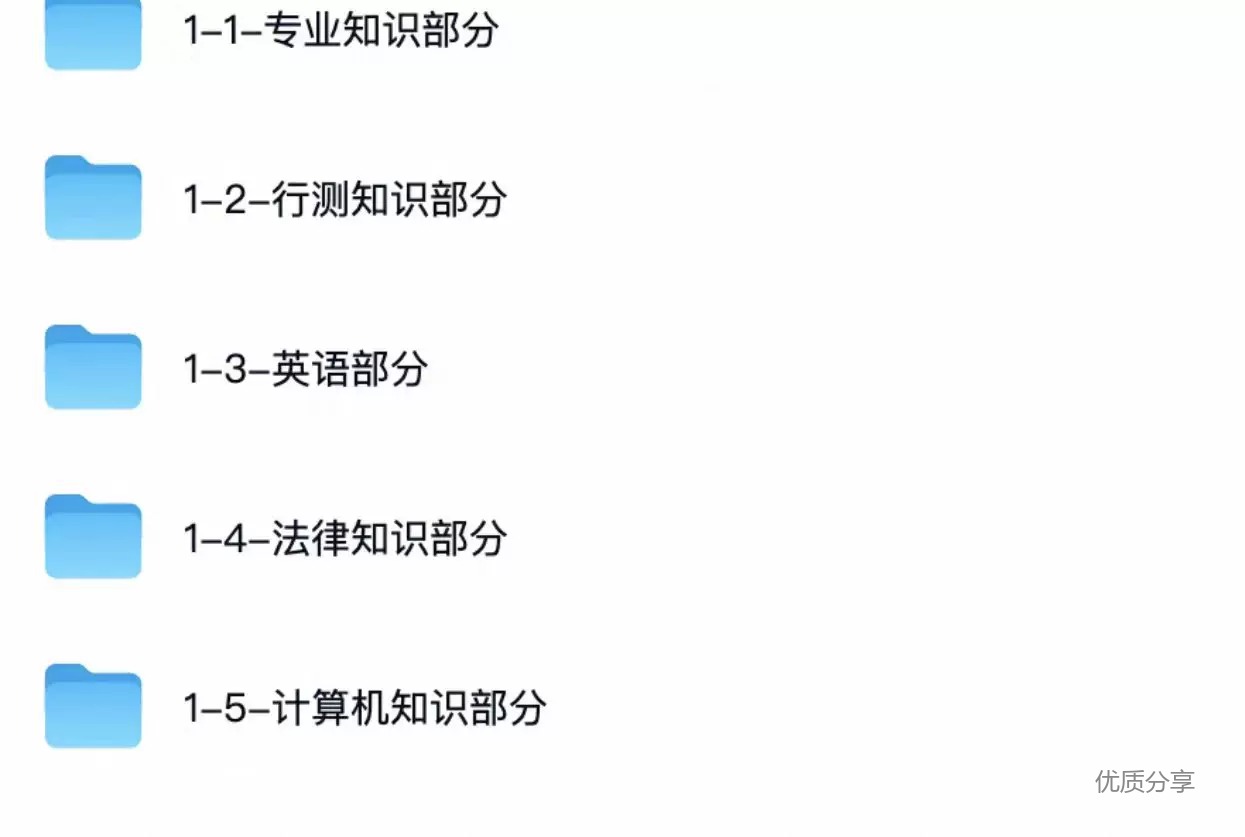 1-1-专业知识部分
1-2-行测知识部分
1-3-英语部分
1-4-法律知识部分
1-5-计算机知识部分
优质分享